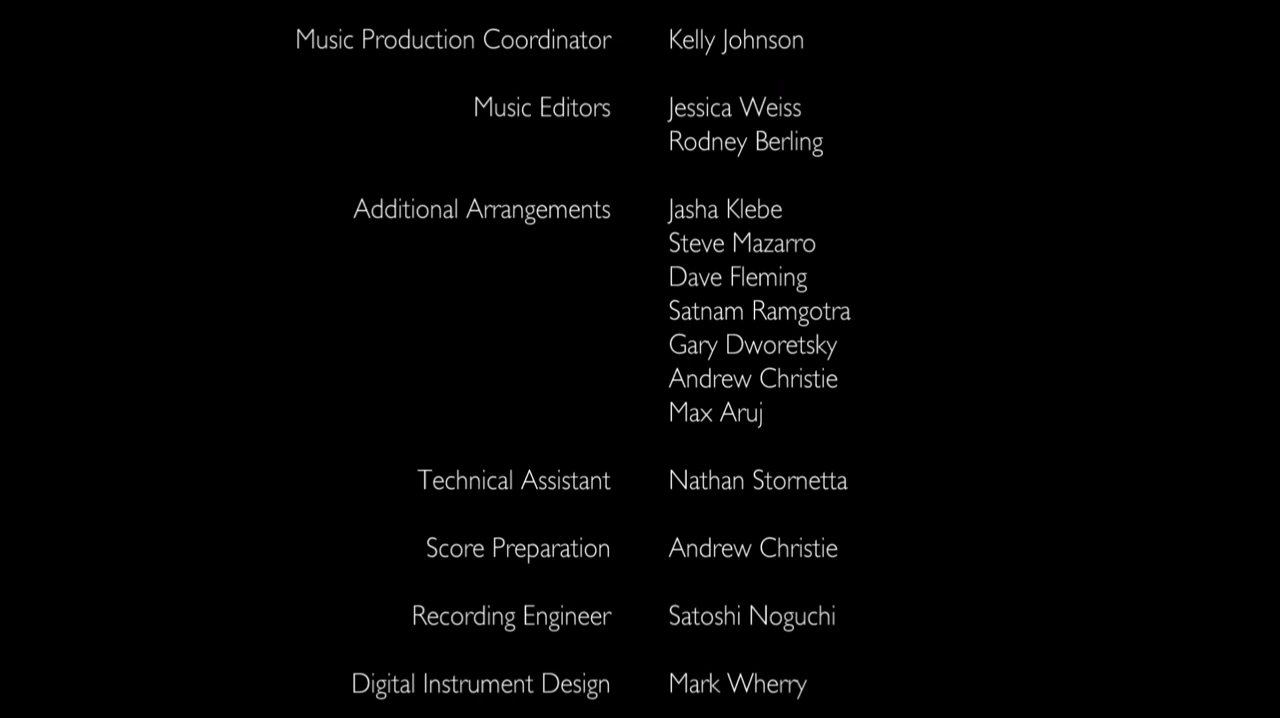 Music Production Coordinator Kelly Johnson
Music Editors Jessica Weiss
Rodney Berling
Additional Arrangements Jasha Klebe
Steve Mazarro
Dave Fleming
Satnam Ramgotra
Gary Dworetsky
Andrew Christie
Max Aruj
Technical Assistant Nathan Stornetta
Score Preparation Andrew Christie
Recording Engineer Satoshi Noguchi
Digital Instrument Design Mark Wherry